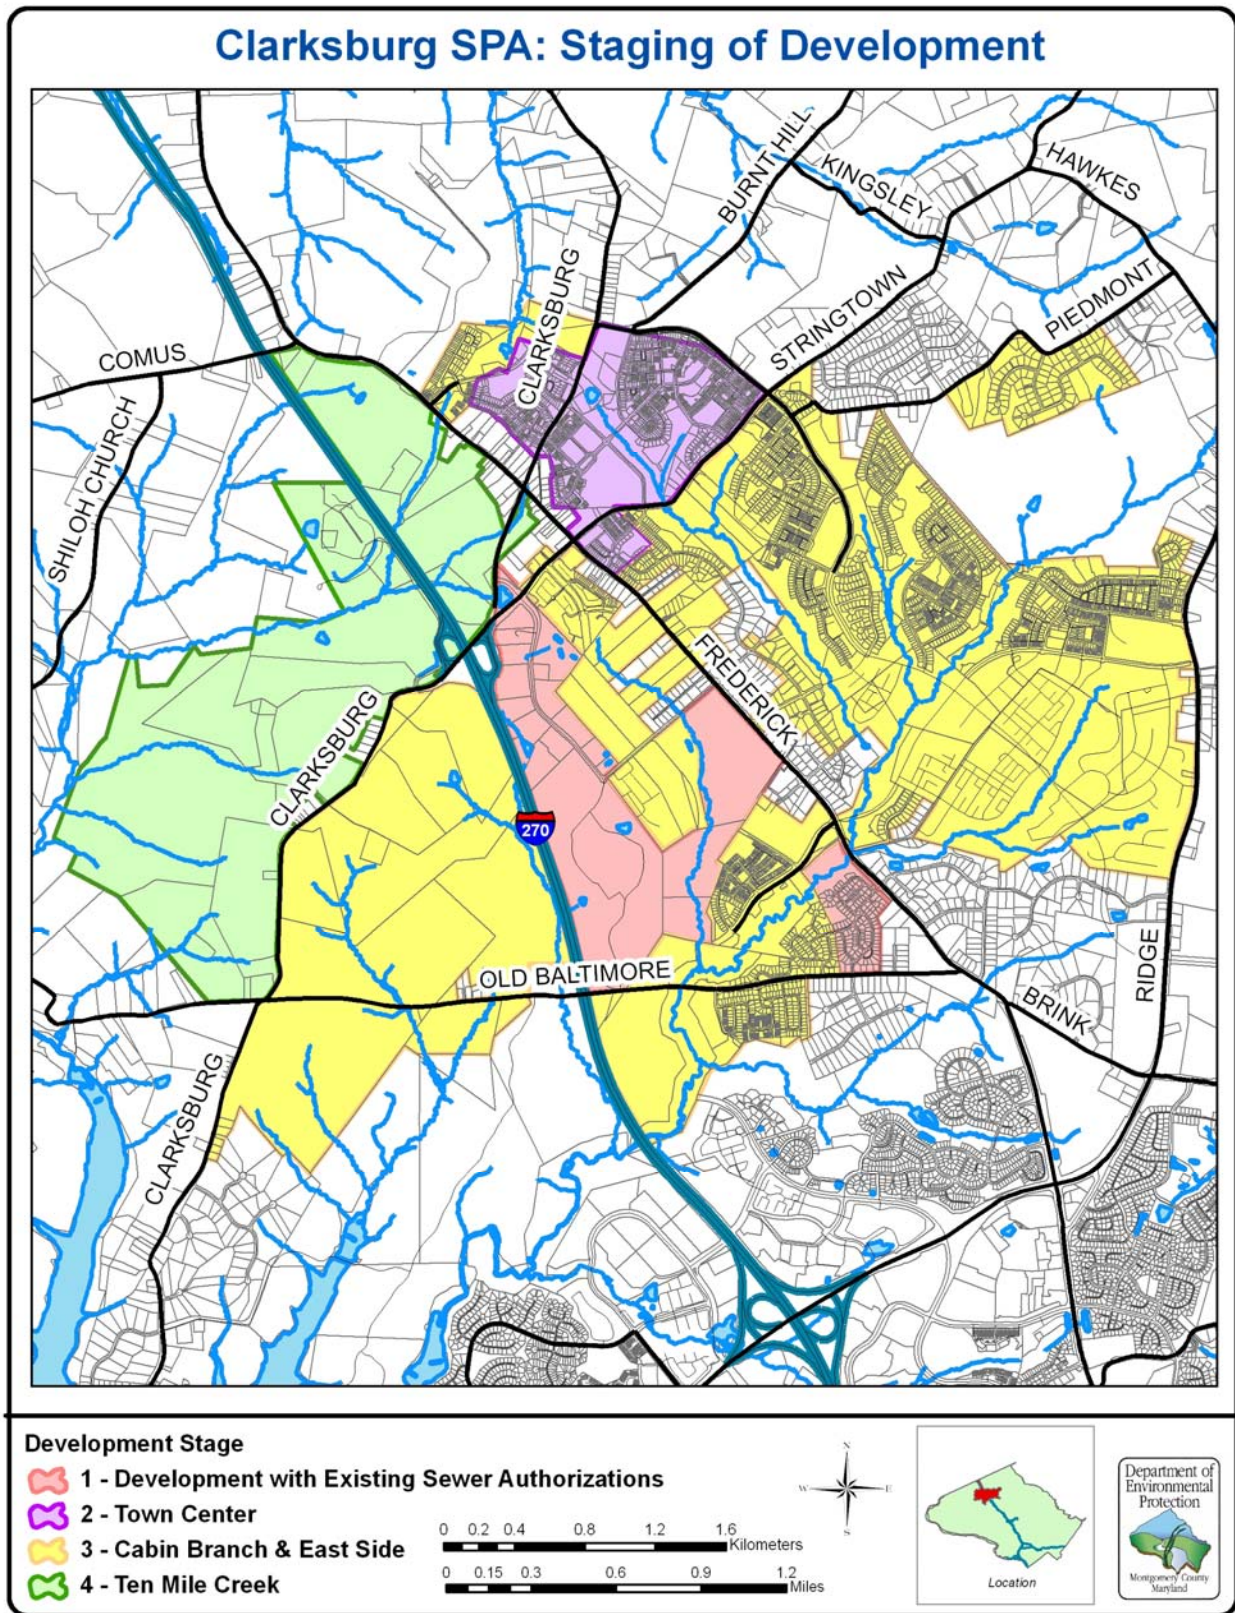 Clarksburg SPA: Staging of Development
BURNT HILL
KINGSLEY
HAWKES
CLARKSBURG
STRINGTOWN
PIEDMONT
COMUS
SHILOH CHURCH
FREDERICK
CLARKSBURG
270
OLD BALTIMORE
BRINK
RIDGE
CLARKSBURG
Development Stage
1 - Development with Existing Sewer Authorizations
2 - Town Center
3 - Cabin Branch & East Side
4 - Ten Mile Creek
0 0.2 0.4 0.8 1.2 1.6
Kilometers
0 0.15 0.3 0.6 0.9 1.2
Miles
N
W E
S
Location
Department of
Environmental
Protection
Montgomery County
Maryland